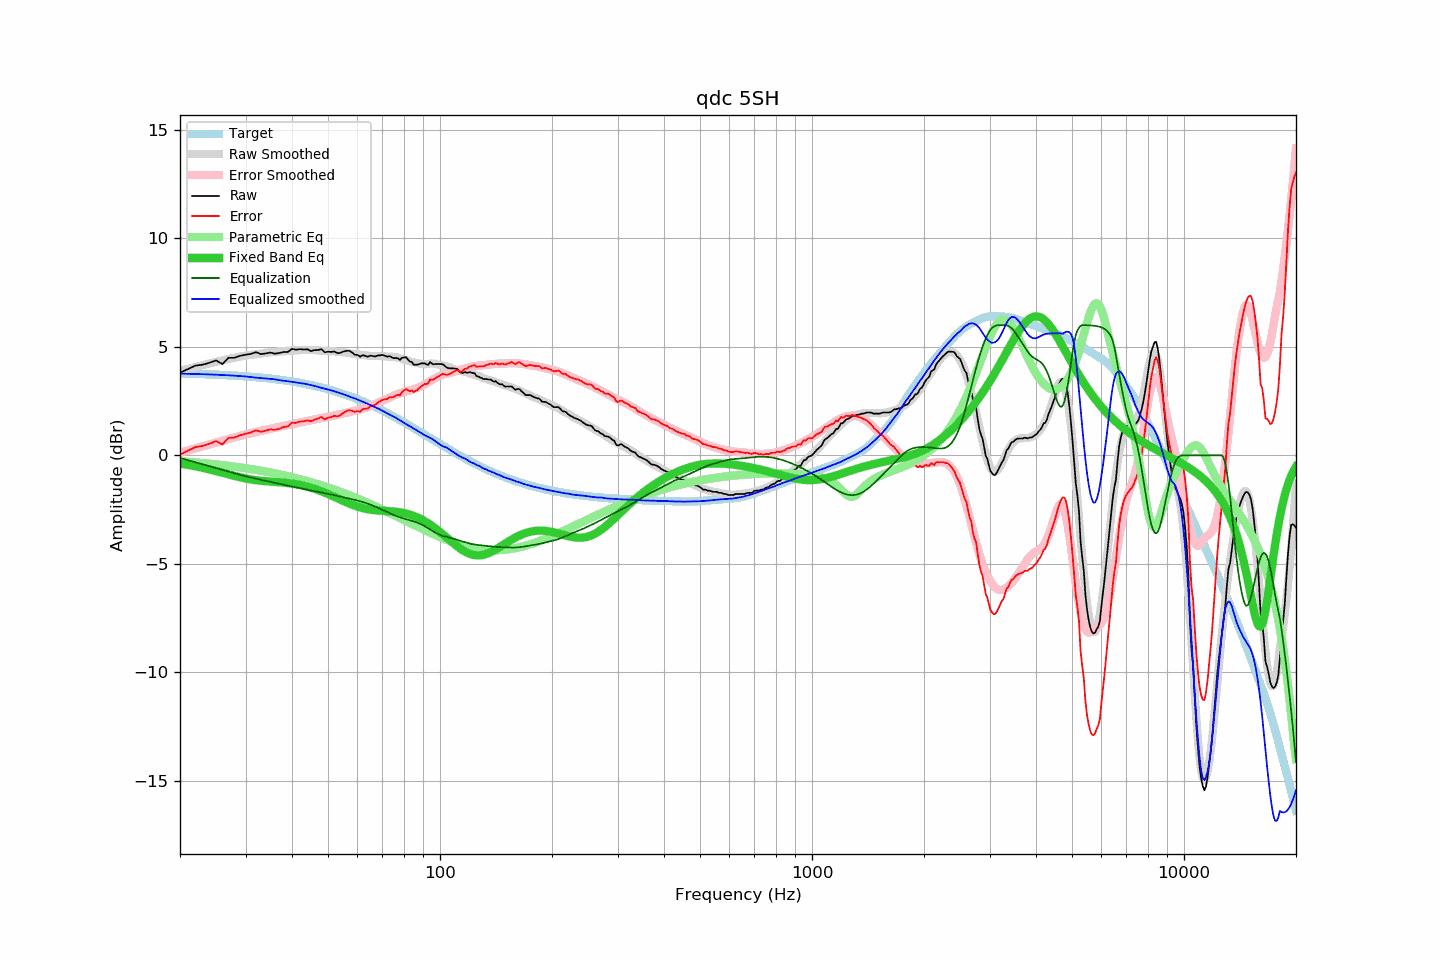 qdc 5SH
Target
Raw Smoothed
Error Smoothed
Raw
Error
Parametric Eq
Fixed Band Eq
Equalization
Equalized smoothed
15
10
5
0
−5
−10
−15
Amplitude (dBr)
100
1000
10000
Frequency (Hz)